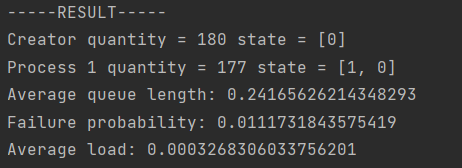 -----RESULT-----
Creator quantity = 180 state = [0]
Process 1 quantity = 177 state = [1, 0]
Average queue length: 0.24165626214348293
Failure probability: 0.0111731843575419
Average load: 0.0003268306033756201